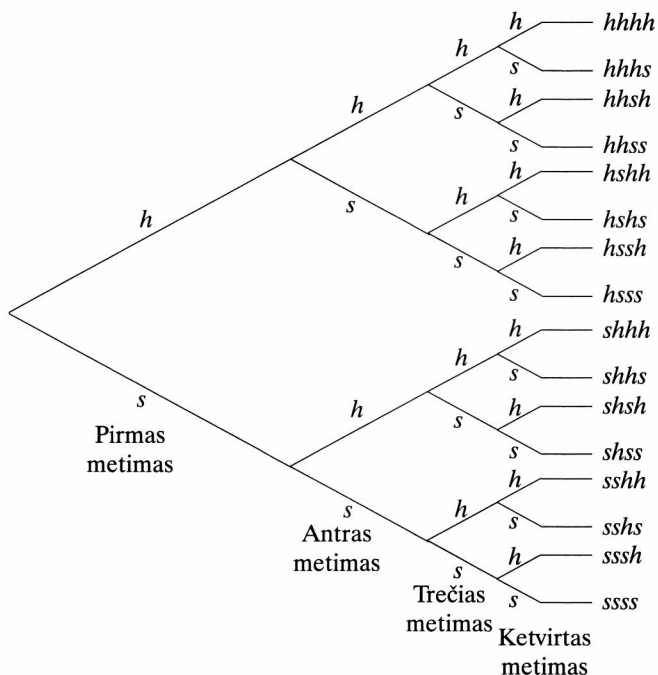 h
hhhh
h
s
hhhs
h
h
hhsh
s
s
hhss
h
h
hshh
h
s
s
hshs
h
hssh
s
s
hsss
h
shhh
h
s
shhs
s
h
h
shsh
s
Pirmas
metimas
s
shss
h
sshh
h
s
s
sshs
Antras
metimas
h
sssh
s
s
ssss
Trečias
metimas
Ketvirtas
metimas